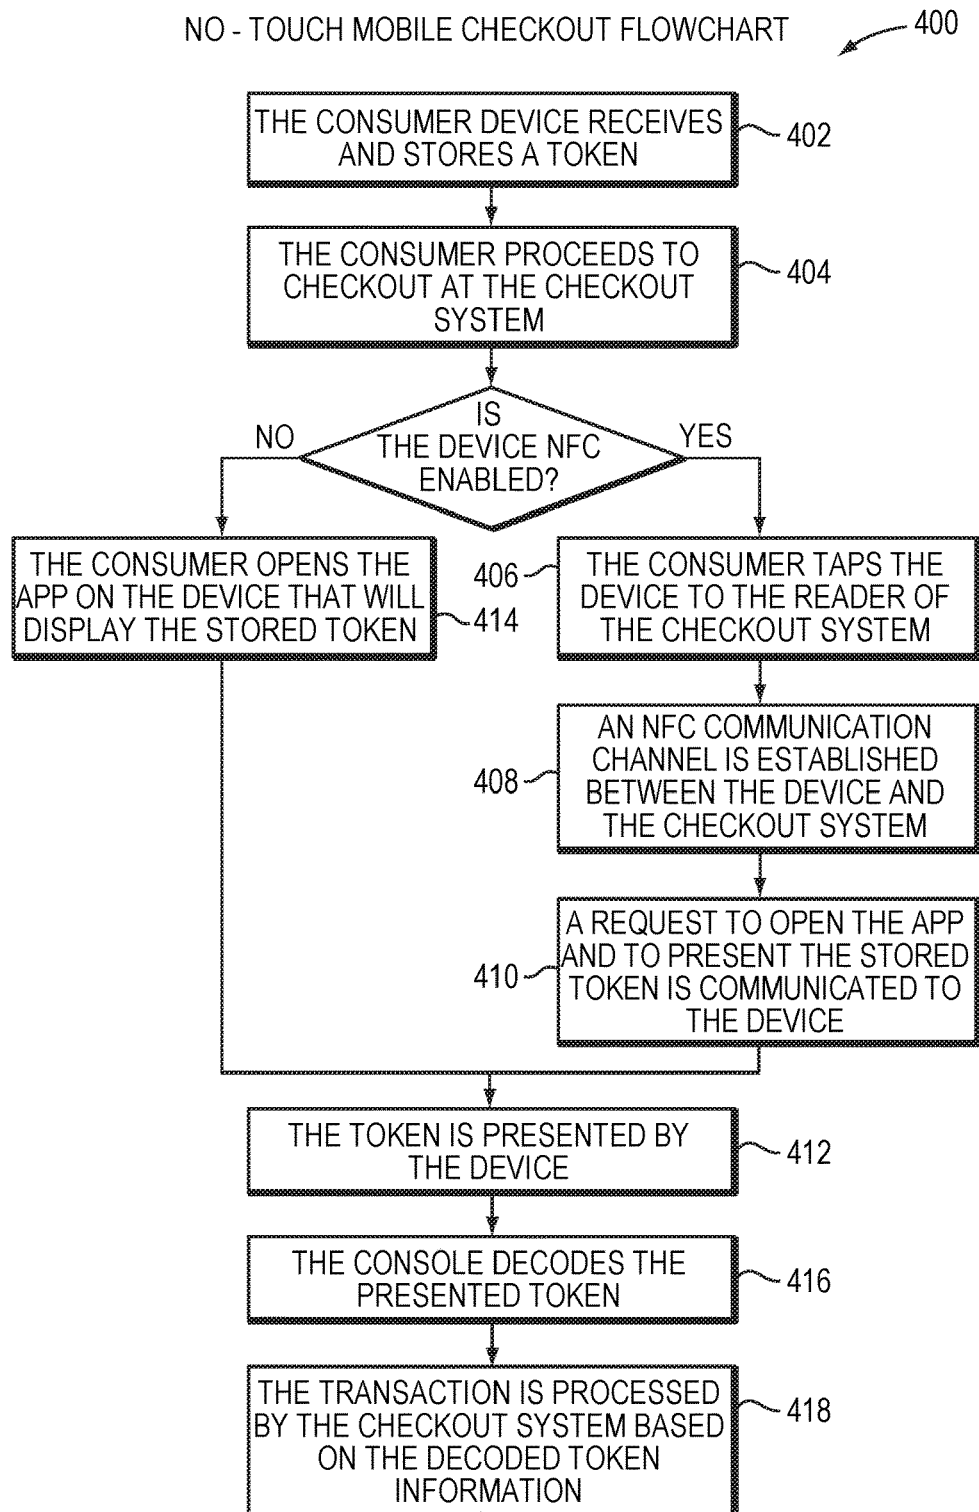 NO - TOUCH MOBILE CHECKOUT FLOWCHART
400
THE CONSUMER DEVICE RECEIVES
AND STORES A TOKEN
402
THE CONSUMER PROCEEDS TO
CHECKOUT AT THE CHECKOUT
SYSTEM
404
IS
THE DEVICE NFC
ENABLED?
NO
YES
THE CONSUMER OPENS THE
APP ON THE DEVICE THAT WILL
DISPLAY THE STORED TOKEN
414
406
THE CONSUMER TAPS THE
DEVICE TO THE READER OF
THE CHECKOUT SYSTEM
408
AN NFC COMMUNICATION
CHANNEL IS ESTABLISHED
BETWEEN THE DEVICE AND
THE CHECKOUT SYSTEM
410
A REQUEST TO OPEN THE APP
AND TO PRESENT THE STORED
TOKEN IS COMMUNICATED TO
THE DEVICE
THE TOKEN IS PRESENTED BY
THE DEVICE
412
THE CONSOLE DECODES THE
PRESENTED TOKEN
416
THE TRANSACTION IS PROCESSED
BY THE CHECKOUT SYSTEM BASED
ON THE DECODED TOKEN
INFORMATION
418